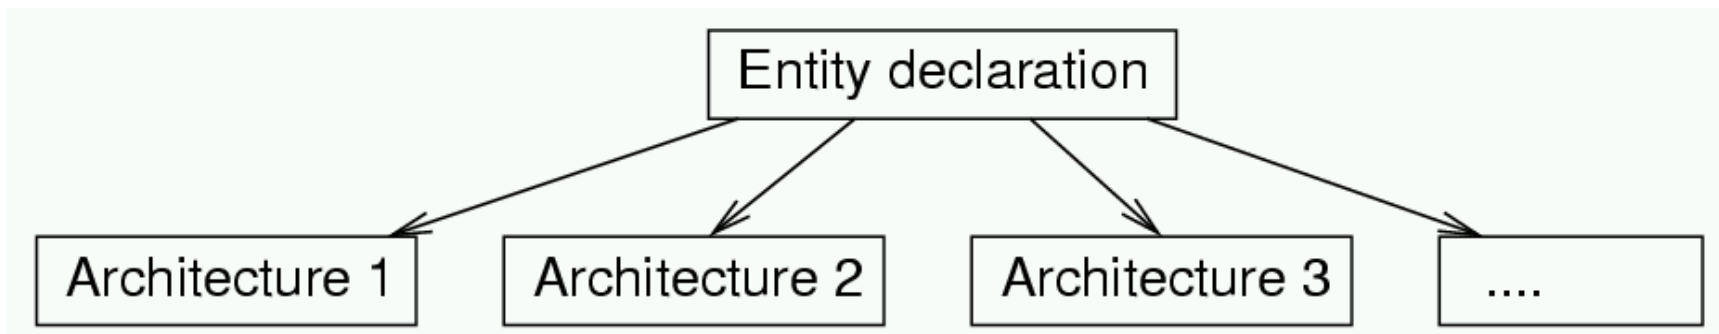 Entity declaration
Architecture 1
Architecture 2
Architecture 3
....